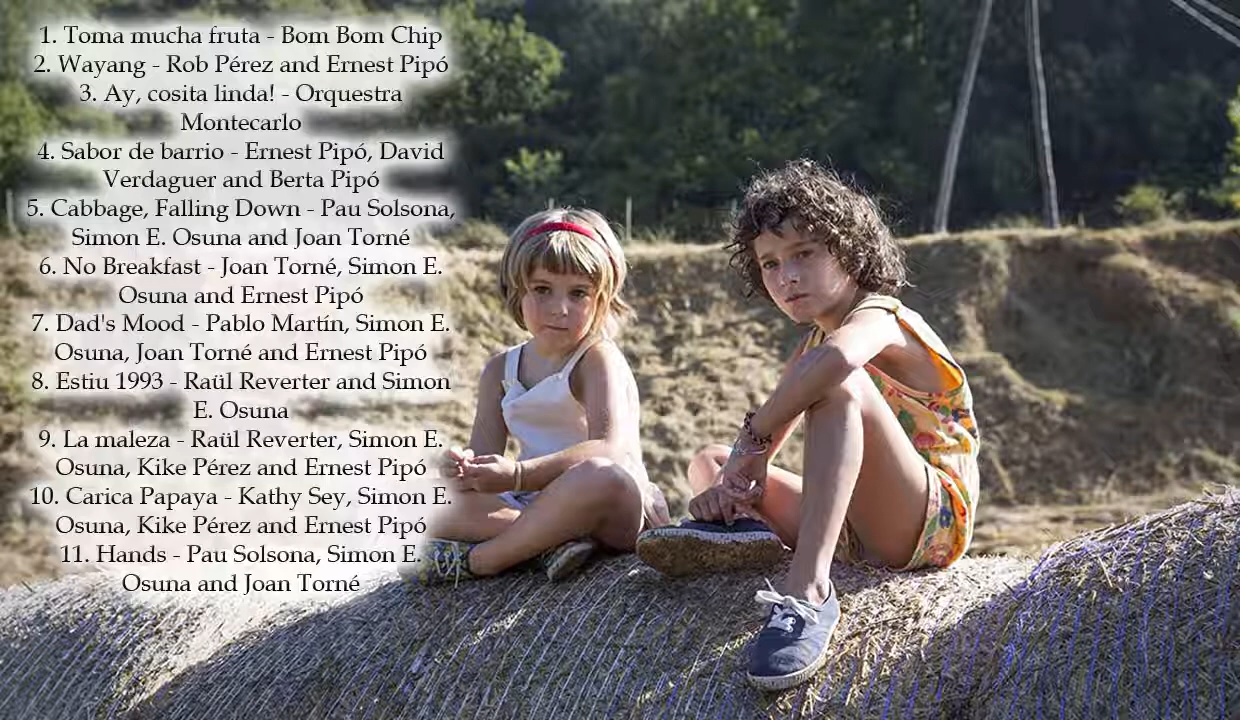 1. Toma mucha fruta - Bom Bom Chip
2. Wayang - Rob Pérez and Ernest Pipó
3. Ay, cosita linda! - Orquestra
Montecarlo
4. Sabor de barrio - Ernest Pipó, David
Verdaguer and Berta Pipó
5. Cabbage, Falling Down - Pau Solsona,
Simon E. Osuna and Joan Torné
6. No Breakfast - Joan Torné, Simon E.
Osuna and Ernest Pipó
7. Dad's Mood - Pablo Martín, Simon E.
Osuna, Joan Torné and Ernest Pipó
8. Estiu 1993 - Raül Reverter and Simon
E. Osuna
9. La maleza - Raül Reverter, Simon E.
Osuna, Kike Pérez and Ernest Pipó
10. Carica Papaya - Kathy Sey, Simon E.
Osuna, Kike Pérez and Ernest Pipó
11. Hands - Pau Solsona, Simon E.
Osuna and Joan Torné